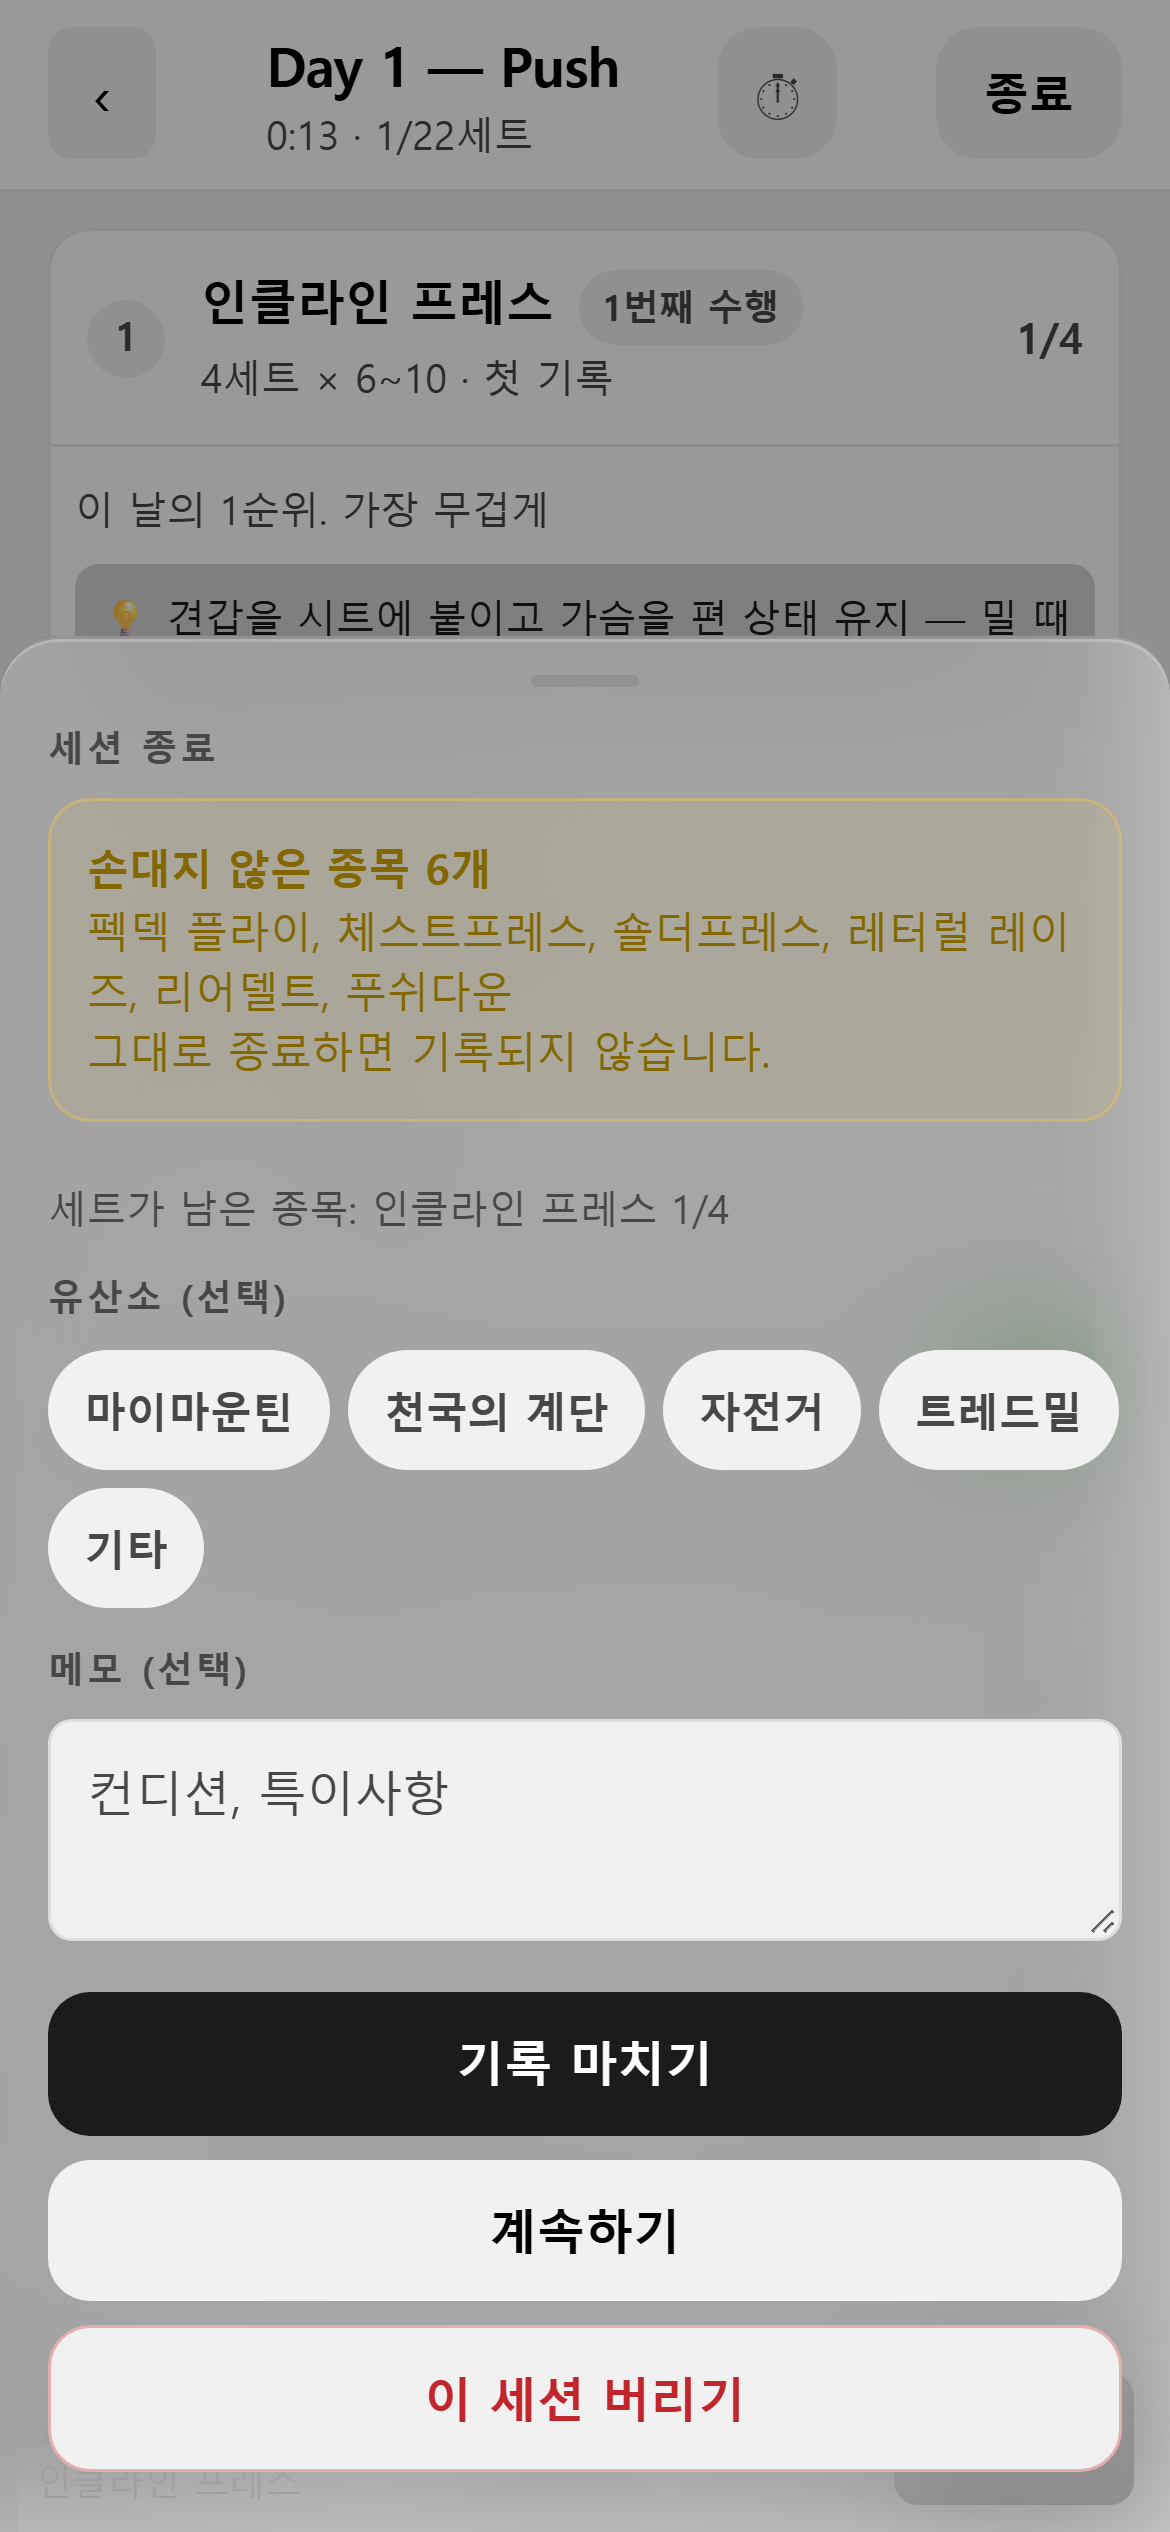 ‹
Day 1 — Push
0:13 · 1/22세트
종료
1
인클라인 프레스
1번째 수행
4세트 × 6~10 · 첫 기록
1/4
이 날의 1순위. 가장 무겁게
💡 견갑을 시트에 붙이고 가슴을 편 상태 유지 — 밀 때
세션 종료
손대지 않은 종목 6개
펙덱 플라이, 체스트프레스, 숄더프레스, 레터럴 레이
즈, 리어델트, 푸쉬다운
그대로 종료하면 기록되지 않습니다.
세트가 남은 종목: 인클라인 프레스 1/4
유산소 (선택)
마이마운틴
천국의 계단
자전거
트레드밀
기타
메모 (선택)
컨디션, 특이사항
기록 마치기
계속하기
이 세션 버리기
인클라인 프레스